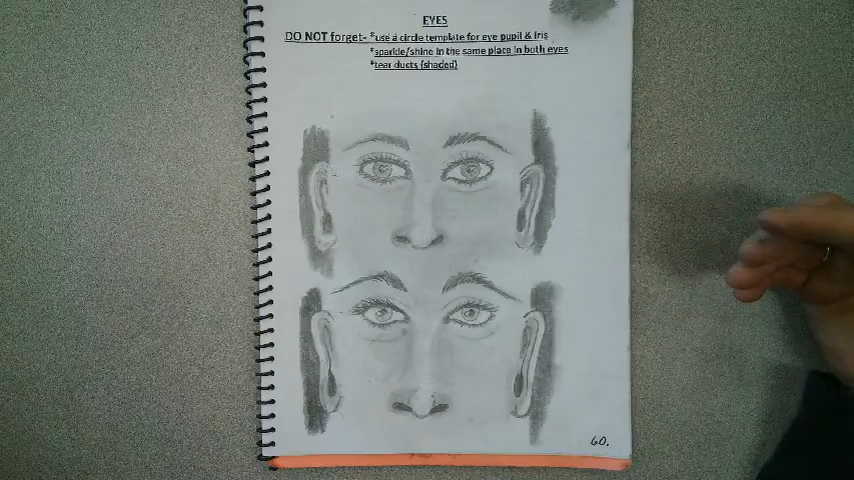 EYES
DO NOT forget- *use a circle template for eye pupil & iris
*sparkle/shine in the same place in both eyes
*tear ducts (shaded)
60.